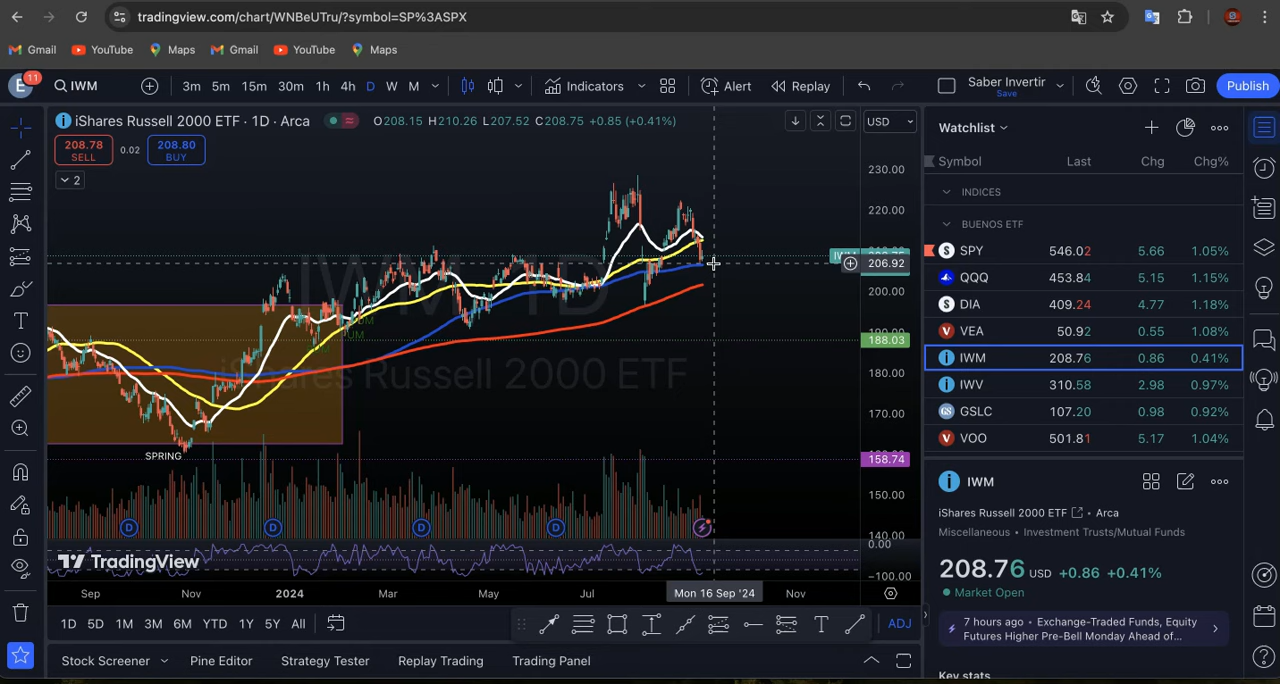 tradingview.com/chart/WNBeUTru/?symbol=SP%3ASPX
Gmail YouTube Maps Gmail YouTube Maps
E 11 IWM 3m 5m 15m 30m 1h 4h D W M Indicators Alert Replay Saber Invertir Save Publish
iShares Russell 2000 ETF · 1D · Arca O208.15 H210.26 L207.52 C208.75 +0.85 (+0.41%) USD
208.78 SELL 0.02 208.80 BUY
2
230.00
220.00
206.92
200.00
188.03
180.00
170.00
158.74
150.00
140.00
0.00
−100.00
IWM, 1D
iShares Russell 2000 ETF
SPRING
D D D D
TradingView
Sep Nov 2024 Mar May Jul Mon 16 Sep '24 Nov
1D 5D 1M 3M 6M YTD 1Y 5Y All ADJ
Stock Screener Pine Editor Strategy Tester Replay Trading Trading Panel
Watchlist
Symbol Last Chg Chg%
INDICES
BUENOS ETF
SPY 546.02 5.66 1.05%
QQQ 453.84 5.15 1.15%
DIA 409.24 4.77 1.18%
VEA 50.92 0.55 1.08%
IWM 208.76 0.86 0.41%
IWV 310.58 2.98 0.97%
GSLC 107.20 0.98 0.92%
VOO 501.81 5.17 1.04%
IWM
iShares Russell 2000 ETF • Arca
Miscellaneous • Investment Trusts/Mutual Funds
208.76 USD +0.86 +0.41%
Market Open
7 hours ago • Exchange-Traded Funds, Equity
Futures Higher Pre-Bell Monday Ahead of...
Key stats